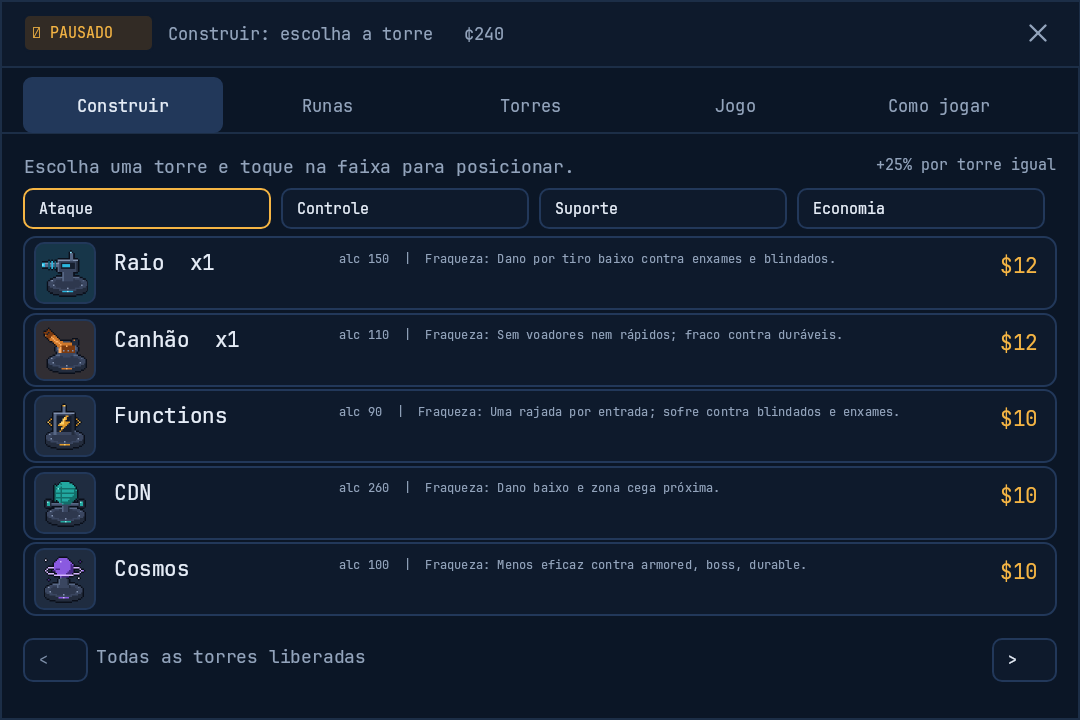 PAUSADO Construir: escolha a torre $240
Construir Runas Torres Jogo Como jogar
Escolha uma torre e toque na faixa para posicionar. +25% por torre igual
Ataque Controle Suporte Economia
Raio x1 alc 150 | Fraqueza: Dano por tiro baixo contra enxames e blindados. $12
Canhão x1 alc 110 | Fraqueza: Sem voadores nem rápidos; fraco contra duráveis. $12
Functions alc 90 | Fraqueza: Uma rajada por entrada; sofre contra blindados e enxames. $10
CDN alc 260 | Fraqueza: Dano baixo e zona cega próxima. $10
Cosmos alc 100 | Fraqueza: Menos eficaz contra armored, boss, durable. $10
< Todas as torres liberadas >